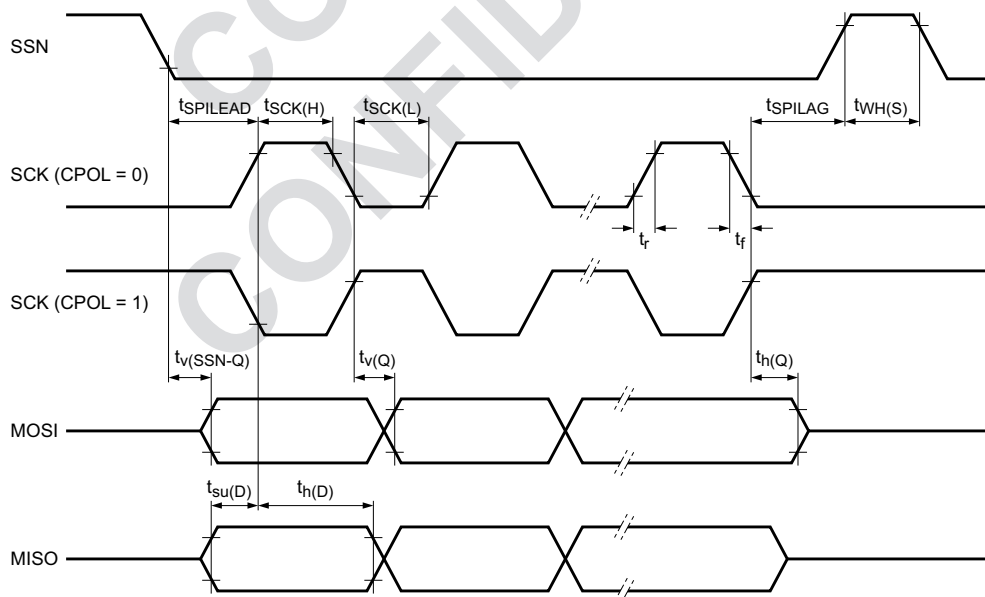 SSN
tSPILEAD tSCK(H) tSCK(L) tSPILAG tWH(S)
SCK (CPOL = 0)
tr tf
SCK (CPOL = 1)
tv(SSN-Q) tv(Q) th(Q)
MOSI
tsu(D) th(D)
MISO
CONFID